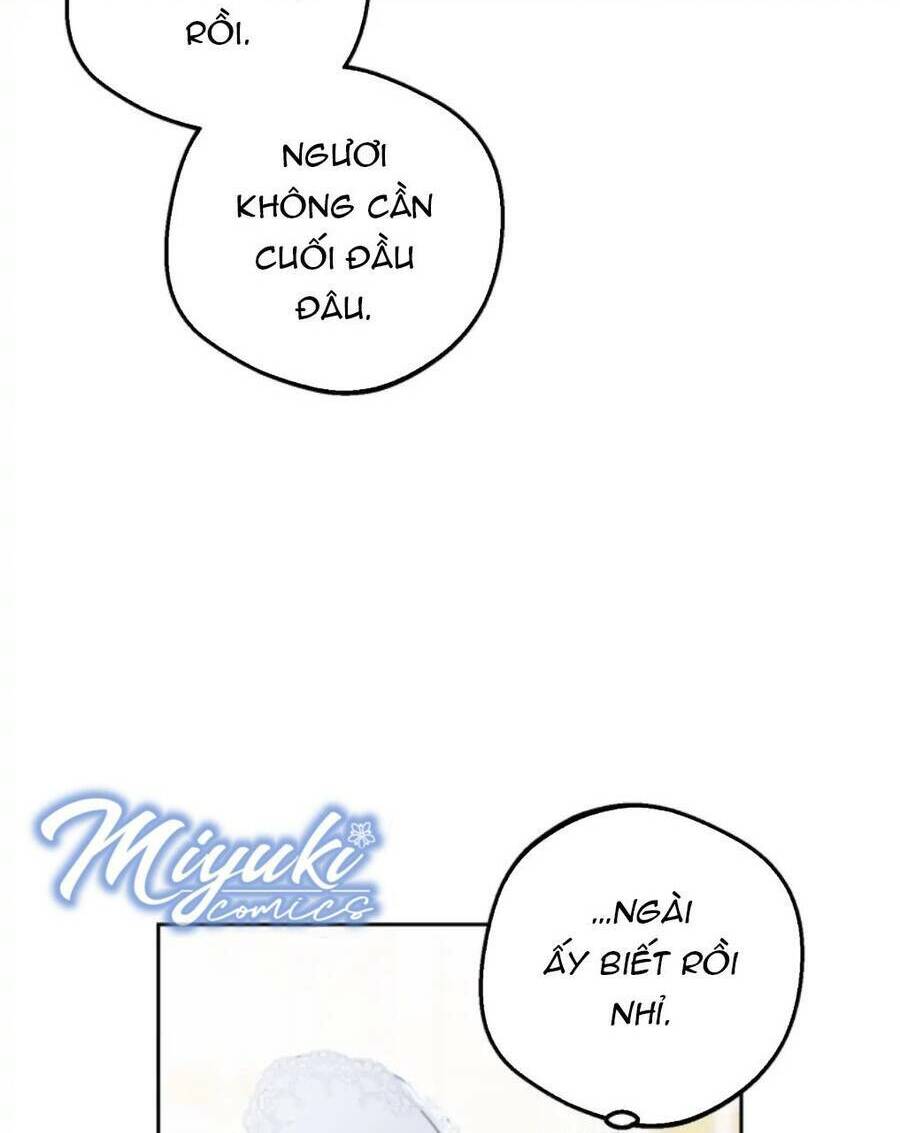 RỒI.
NGƯƠI
KHÔNG CẦN
CUỐI ĐẦU
ĐÂU.
Miyuki
comics
...NGÀI
ẤY BIẾT RỒI
NHỈ.